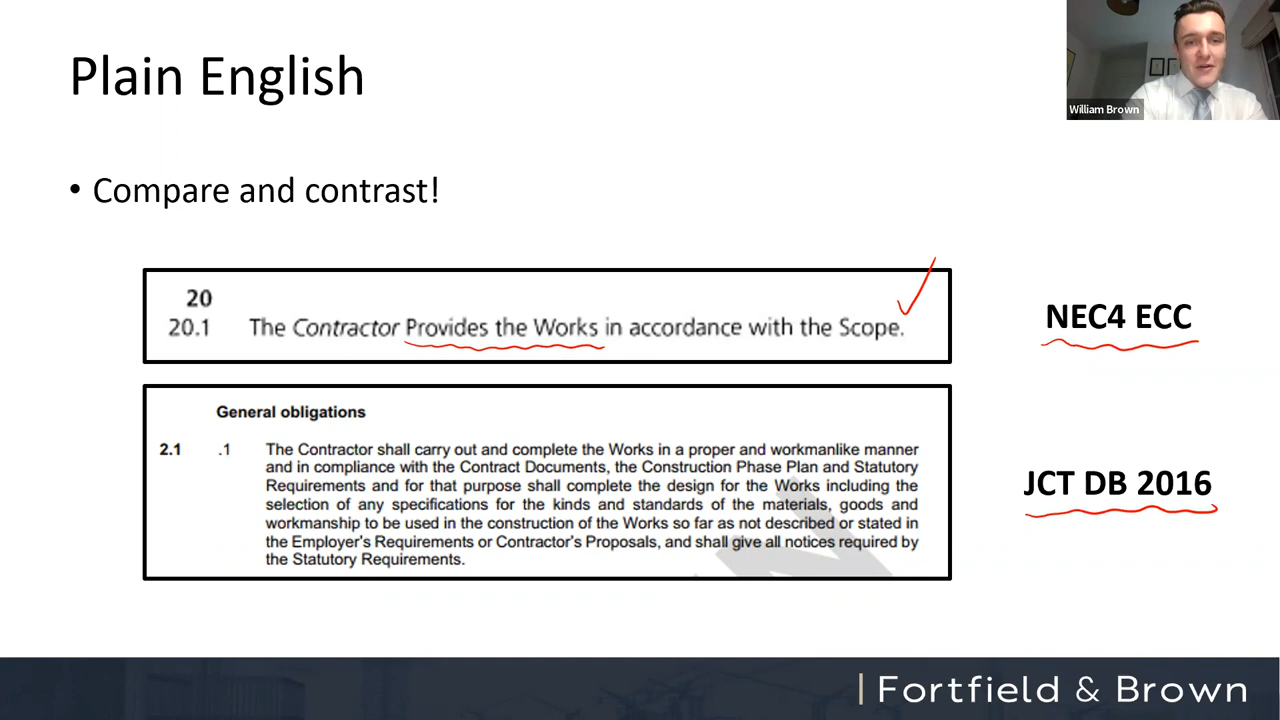 Plain English
William Brown
• Compare and contrast!
20
20.1 The Contractor Provides the Works in accordance with the Scope.
NEC4 ECC
General obligations
2.1 .1 The Contractor shall carry out and complete the Works in a proper and workmanlike manner
and in compliance with the Contract Documents, the Construction Phase Plan and Statutory
Requirements and for that purpose shall complete the design for the Works including the
selection of any specifications for the kinds and standards of the materials, goods and
workmanship to be used in the construction of the Works so far as not described or stated in
the Employer's Requirements or Contractor's Proposals, and shall give all notices required by
the Statutory Requirements.
JCT DB 2016
| Fortfield & Brown